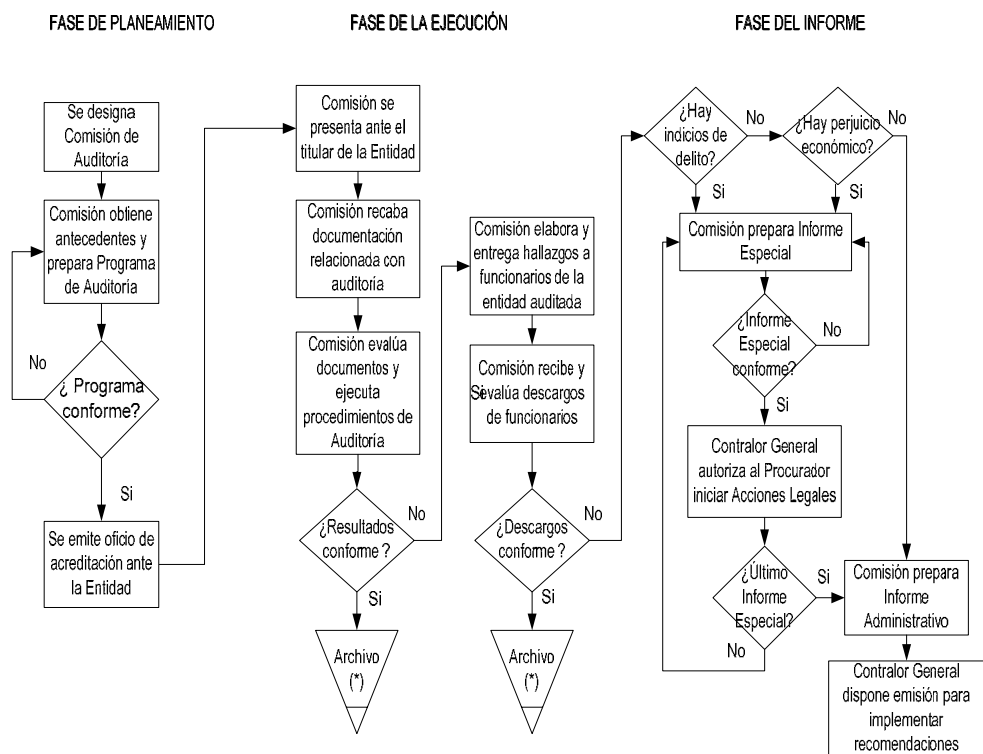 FASE DE PLANEAMIENTO
Se designa
Comisión de
Auditoría
Comisión obtiene
antecedentes y
prepara Programa
de Auditoría
No
¿ Programa
conforme?
Si
Se emite oficio de
acreditación ante
la Entidad
FASE DE LA EJECUCIÓN
Comisión se
presenta ante el
titular de la Entidad
Comisión recaba
documentación
relacionada con
auditoría
Comisión evalúa
documentos y
ejecuta
procedimientos de
Auditoría
¿Resultados
conforme ?
No
Si
Archivo
(*)
Comisión elabora y
entrega hallazgos a
funcionarios de la
entidad auditada
Comisión recibe y
Si
evalúa descargos
de funcionarios
¿Descargos
conforme ?
No
Si
Archivo
(*)
FASE DEL INFORME
¿Hay
indicios de
delito?
No
Si
¿Hay perjuicio
económico?
No
Si
Comisión prepara Informe
Especial
¿Informe
Especial
conforme?
No
Si
Contralor General
autoriza al Procurador
iniciar Acciones Legales
¿Último
Informe
Especial?
Si
No
Comisión prepara
Informe
Administrativo
Contralor General
dispone emisión para
implementar
recomendaciones